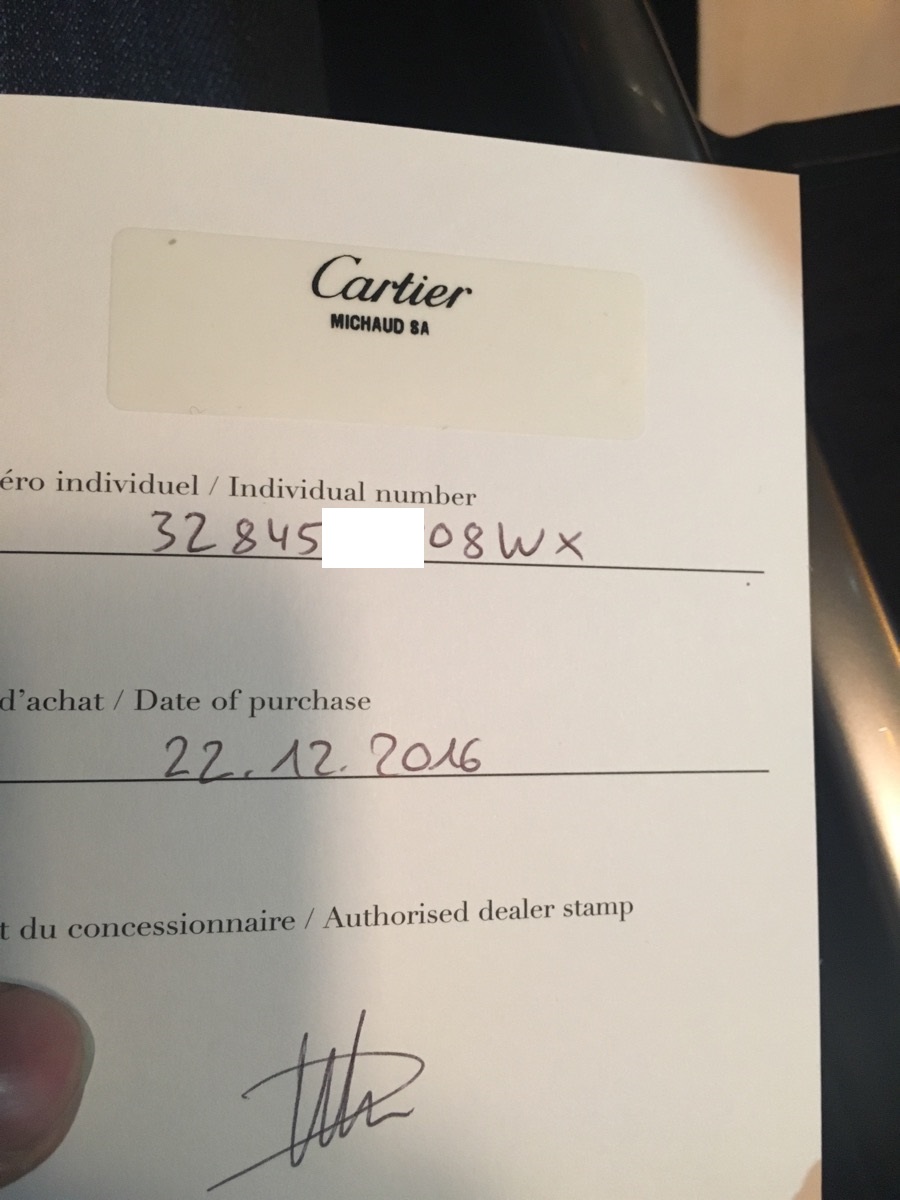 Cartier
MICHAUD SA
éro individuel / Individual number
32845 08WX
d'achat / Date of purchase
22.12.2016
t du concessionnaire / Authorised dealer stamp